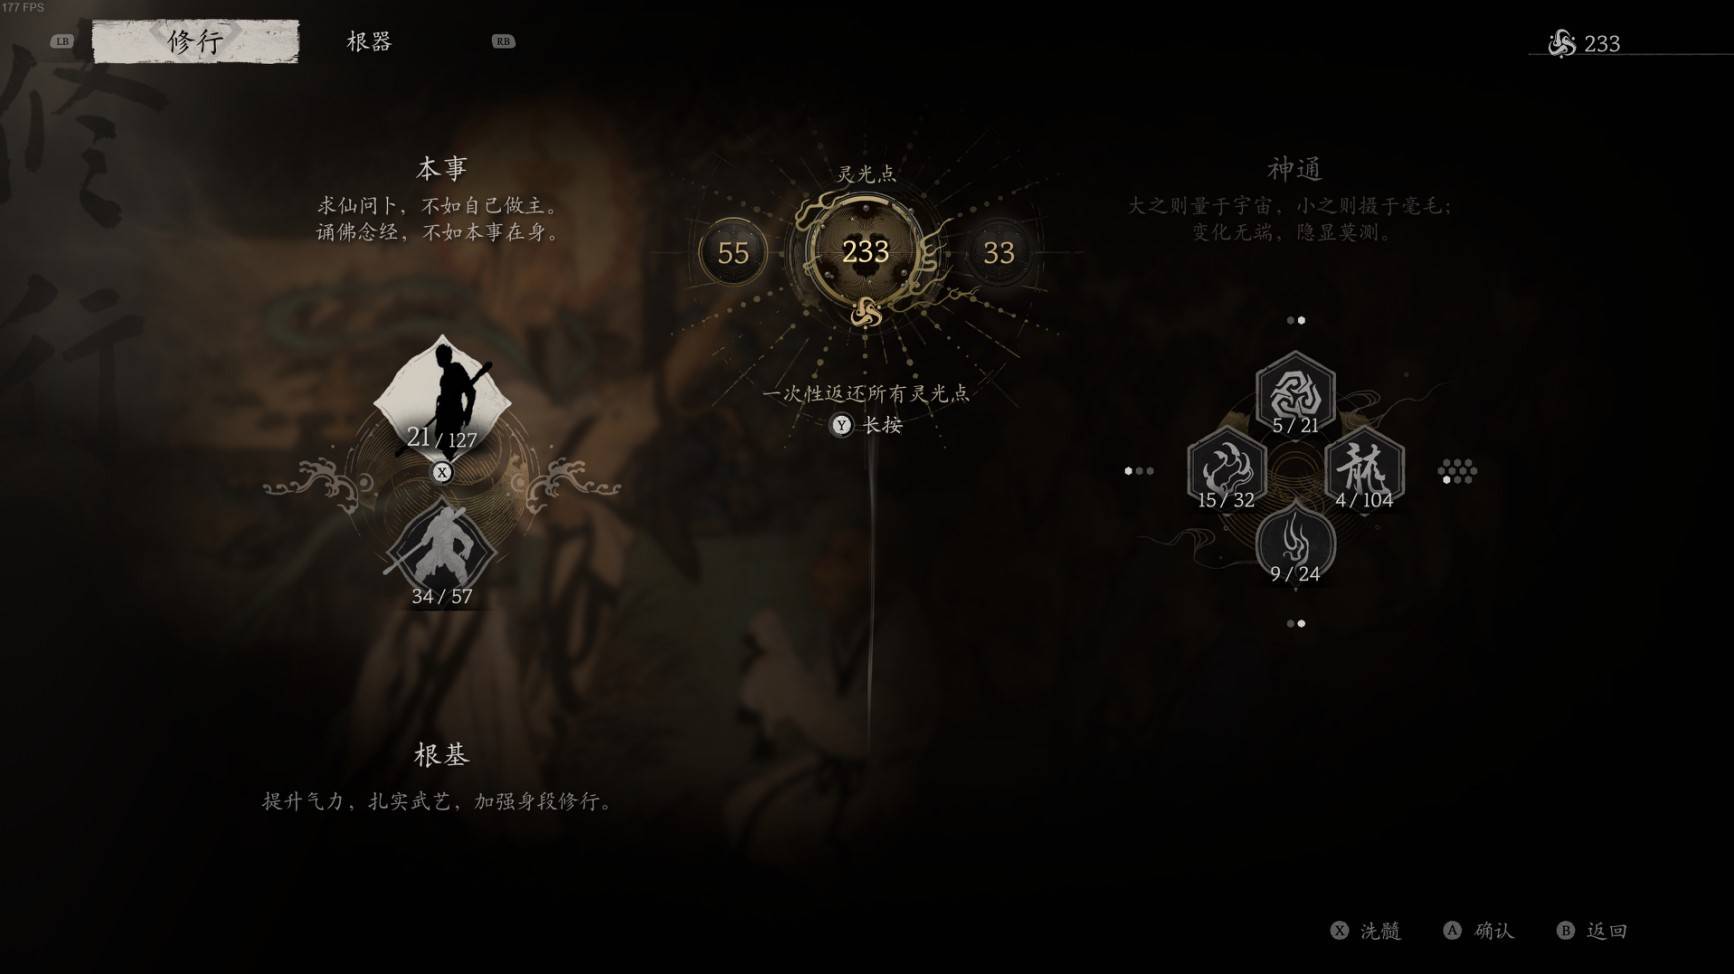 177 FPS
LB
修行
根器
RB
233
修行
本事
求仙问卜，不如自己做主。
诵佛念经，不如本事在身。
灵光点
55
233
33
一次性返还所有灵光点
Y 长按
神通
大之则量于宇宙，小之则摄于毫毛；
变化无端，隐显莫测。
21 / 127
X
34 / 57
5 / 21
15 / 32
龍
4 / 104
9 / 24
根基
提升气力，扎实武艺，加强身段修行。
X 洗髓
A 确认
B 返回